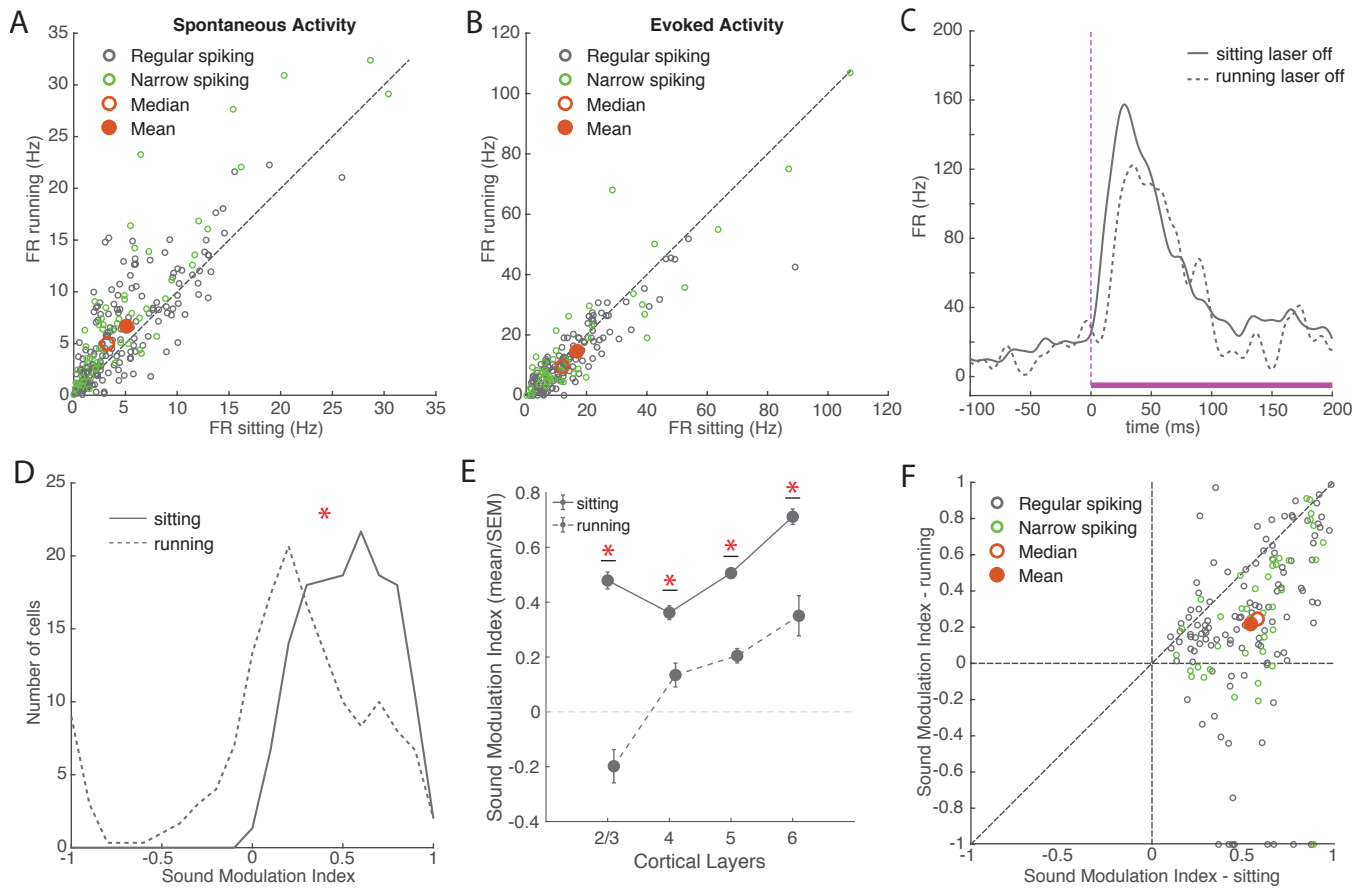 A
Spontaneous Activity
35
30
25
20
15
10
5
0
FR running (Hz)
Regular spiking
Narrow spiking
Median
Mean
0
5
10
15
20
25
30
35
FR sitting (Hz)
B
Evoked Activity
120
100
80
60
40
20
0
FR running (Hz)
Regular spiking
Narrow spiking
Median
Mean
0
20
40
60
80
100
120
FR sitting (Hz)
C
200
160
120
80
40
0
FR (Hz)
sitting laser off
running laser off
-100
-50
0
50
100
150
200
time (ms)
D
25
20
15
10
5
0
Number of cells
sitting
running
*
-1
-0.5
0
0.5
1
Sound Modulation Index
E
0.8
0.6
0.4
0.2
0
-0.2
-0.4
Sound Modulation Index (mean/SEM)
sitting
running
*
*
*
*
2/3
4
5
6
Cortical Layers
F
1
0.8
0.6
0.4
0.2
0
-0.2
-0.4
-0.6
-0.8
-1
Sound Modulation Index - running
Regular spiking
Narrow spiking
Median
Mean
-1
-0.5
0
0.5
1
Sound Modulation Index - sitting